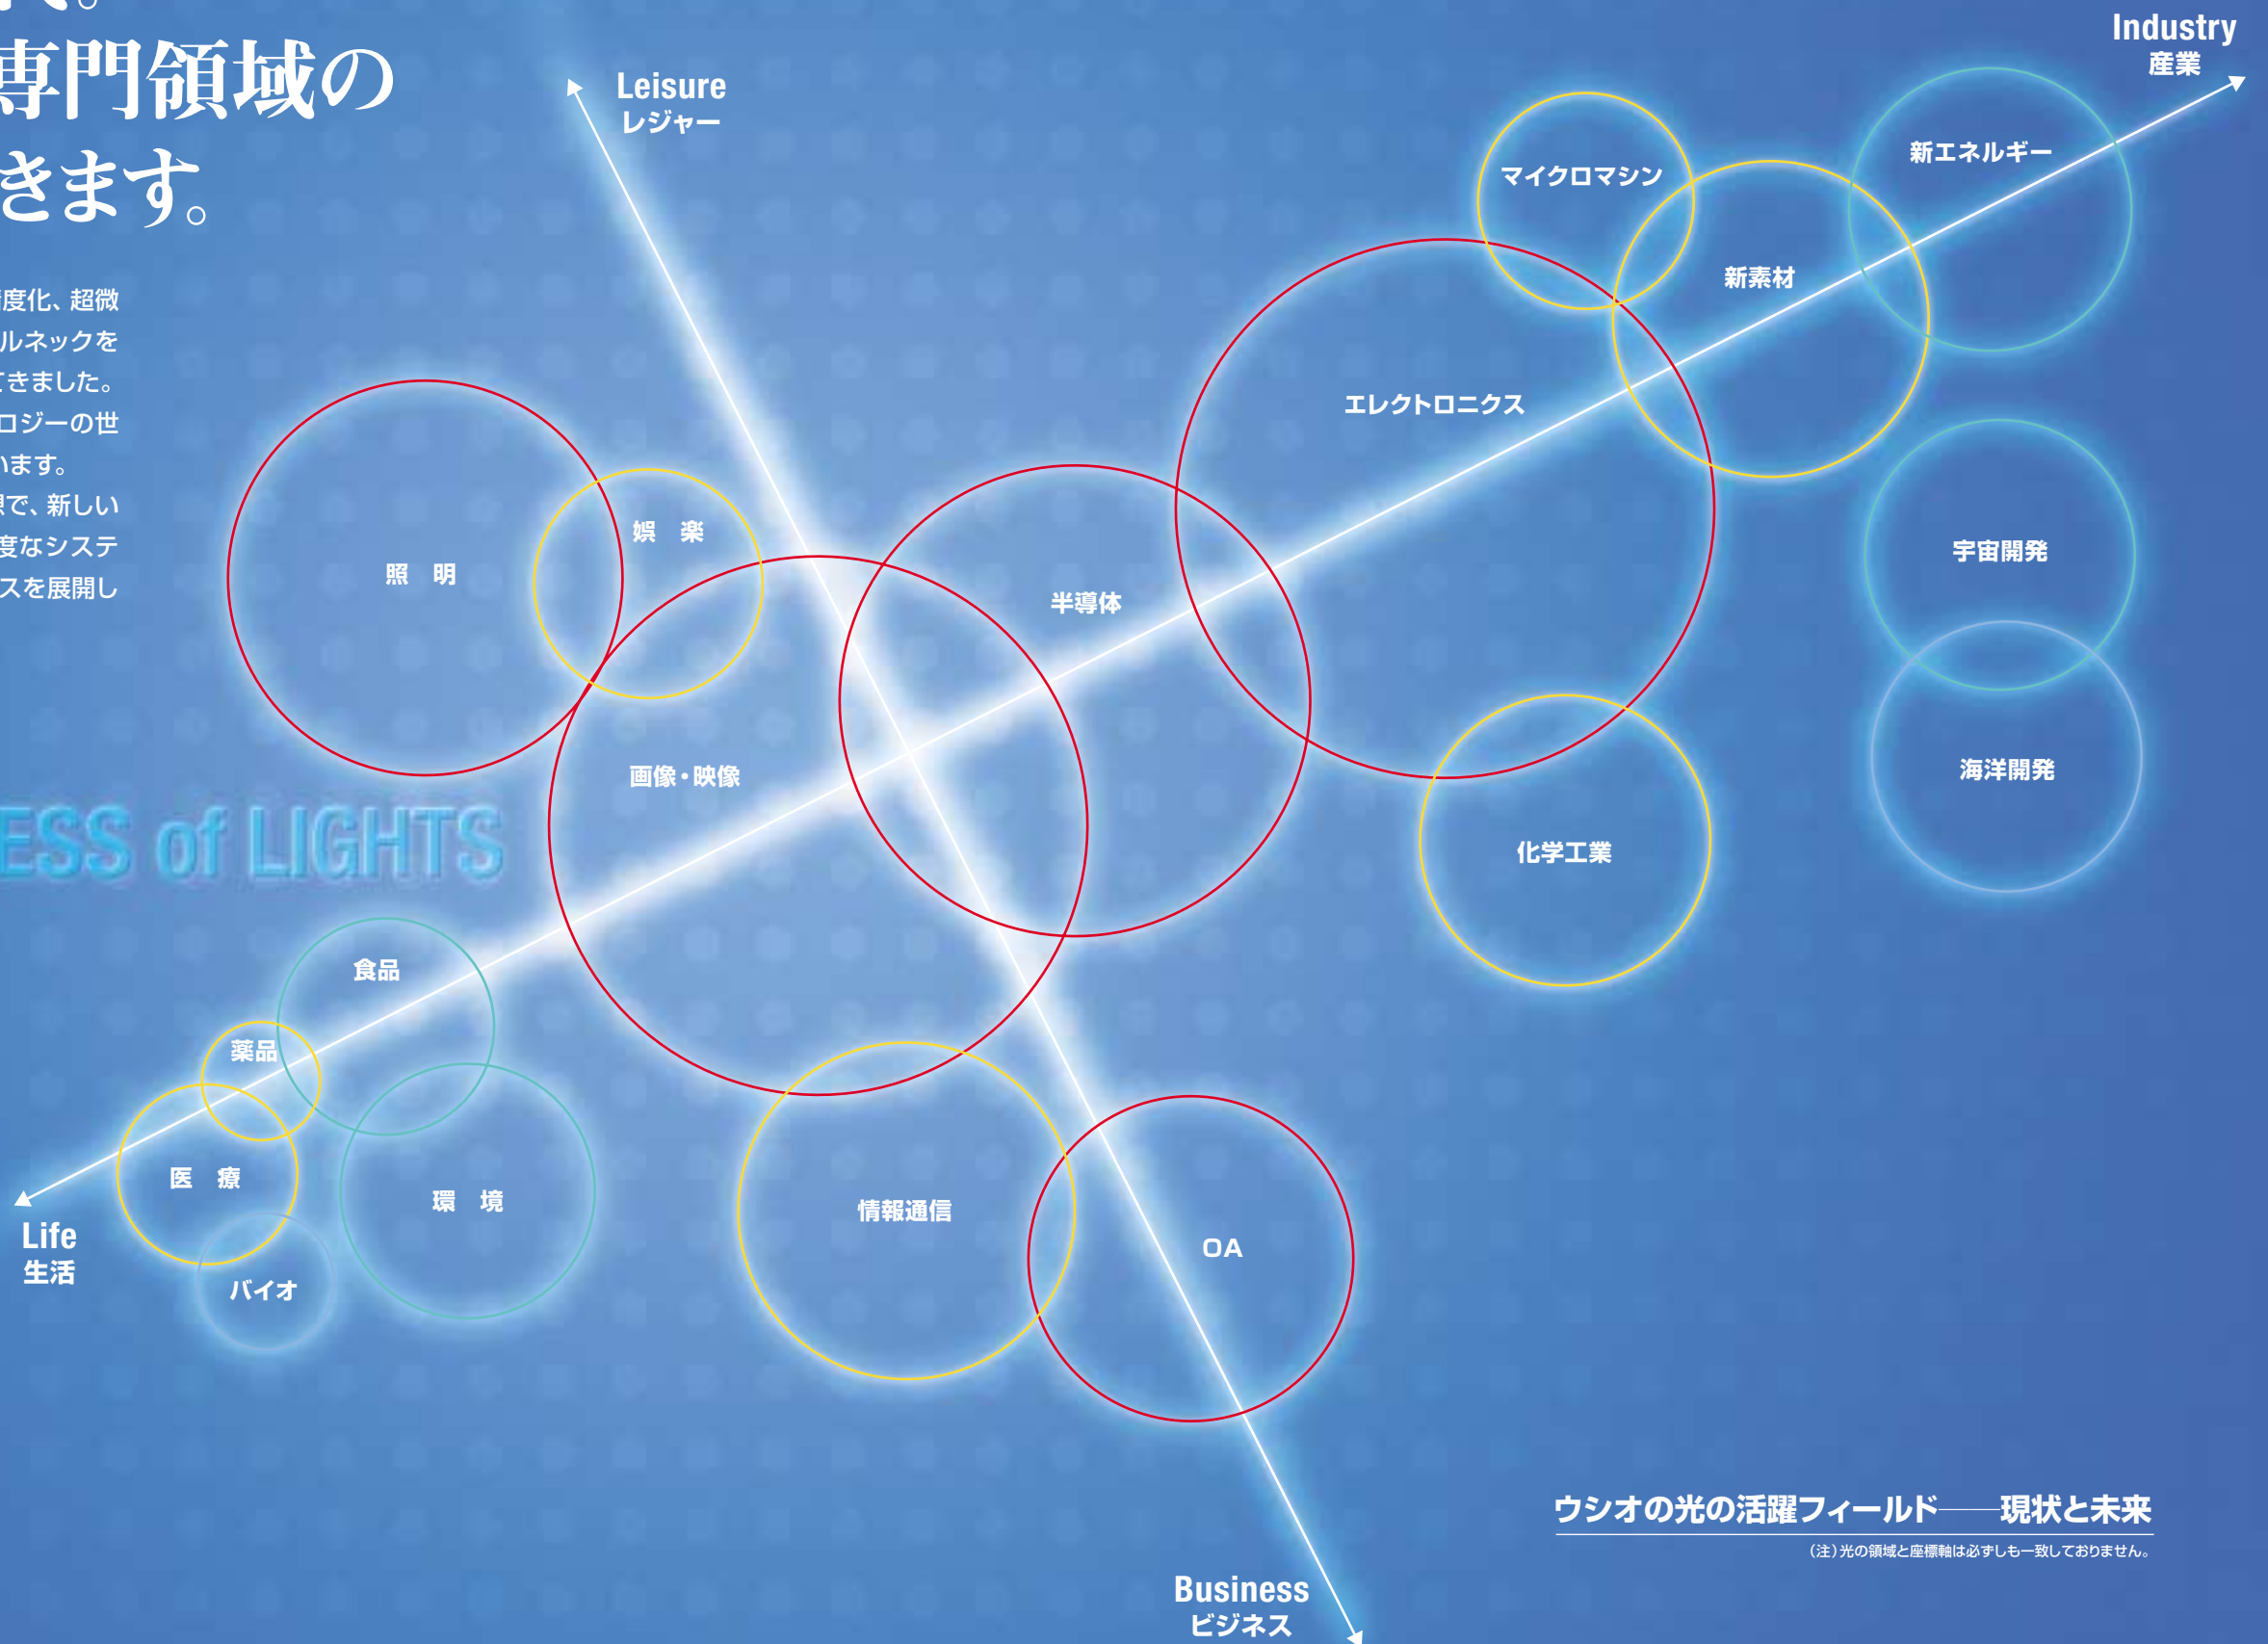 専門領域の
きます。
度化、超微
ルネックを
てきました。
ロジーの世
います。
想で、新しい
度なシステ
スを展開し
ESS of LIGHTS
Leisure
レジャー
Industry
産業
マイクロマシン
新エネルギー
新素材
エレクトロニクス
娯　楽
照　明
宇宙開発
半導体
画像・映像
海洋開発
化学工業
食品
薬品
医　療
環　境
情報通信
OA
バイオ
Life
生活
Business
ビジネス
ウシオの光の活躍フィールド――現状と未来
（注）光の領域と座標軸は必ずしも一致しておりません。